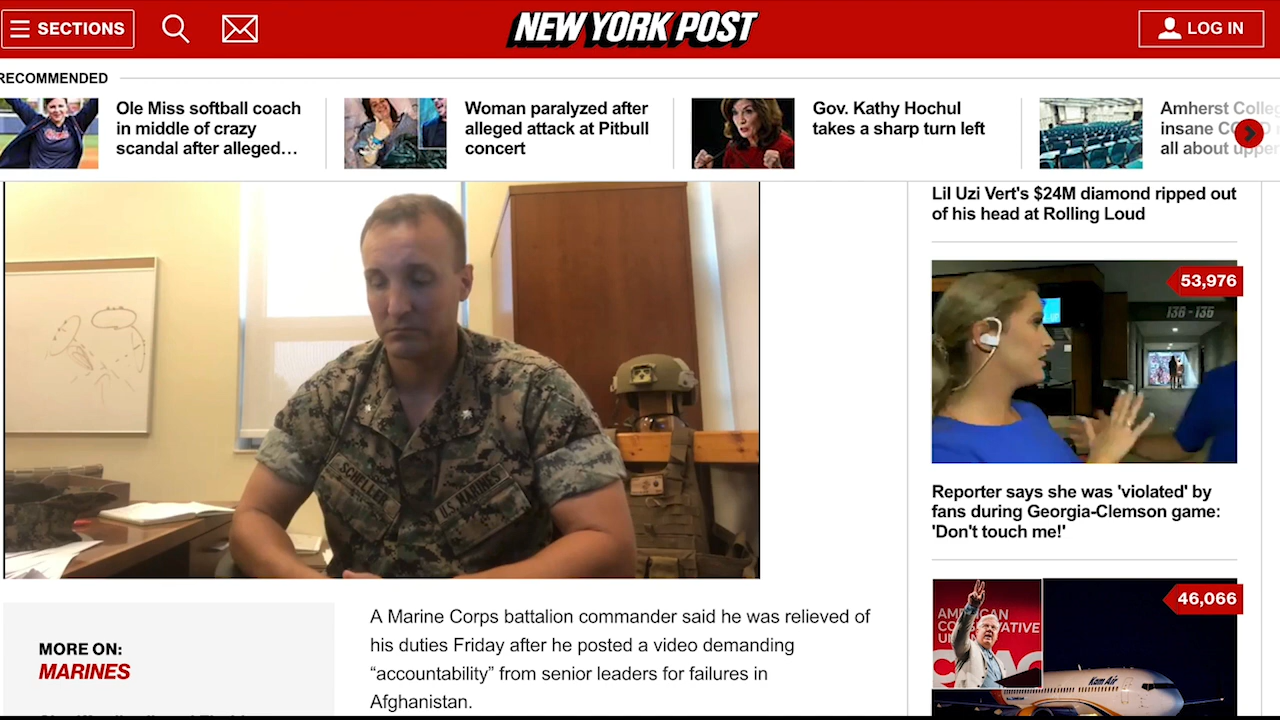 SECTIONS
NEW YORK POST
LOG IN
RECOMMENDED
Ole Miss softball coach
in middle of crazy
scandal after alleged…
Woman paralyzed after
alleged attack at Pitbull
concert
Gov. Kathy Hochul
takes a sharp turn left
Amherst
insane
all about
Lil Uzi Vert's $24M diamond ripped out
of his head at Rolling Loud
53,976
136 - 135
Reporter says she was 'violated' by
fans during Georgia-Clemson game:
'Don't touch me!'
46,066
Kam Air
U.S. MARINES
A Marine Corps battalion commander said he was relieved of
his duties Friday after he posted a video demanding
“accountability” from senior leaders for failures in
Afghanistan.
MORE ON:
MARINES